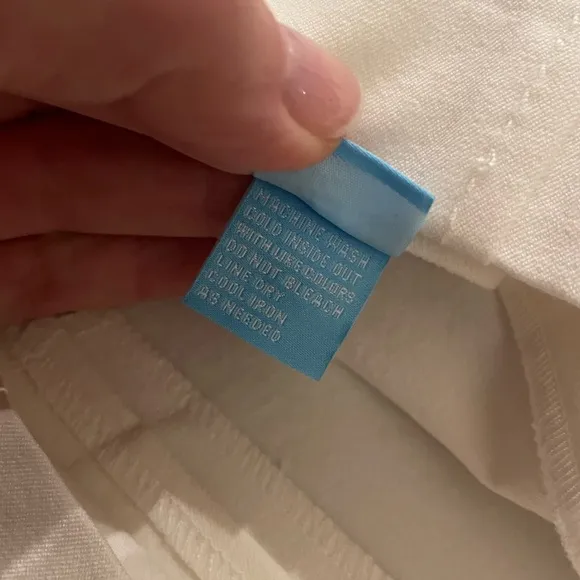 MACHINE WASH
COLD INSIDE OUT
WITH LIKE COLORS
DO NOT BLEACH
LINE DRY
COOL IRON
AS NEEDED